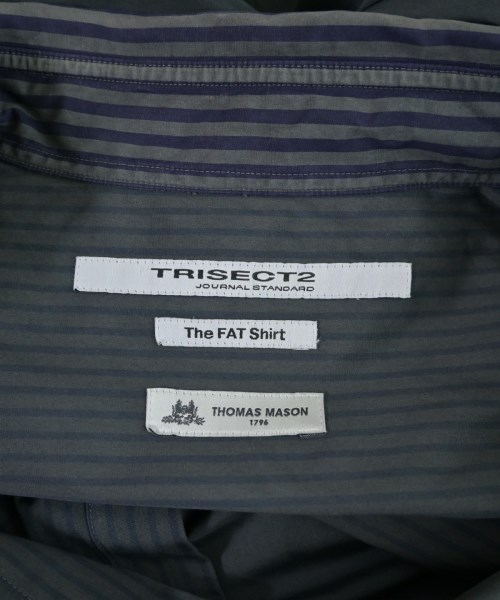 TRISECT2
JOURNAL STANDARD
The FAT Shirt
THOMAS MASON
1796